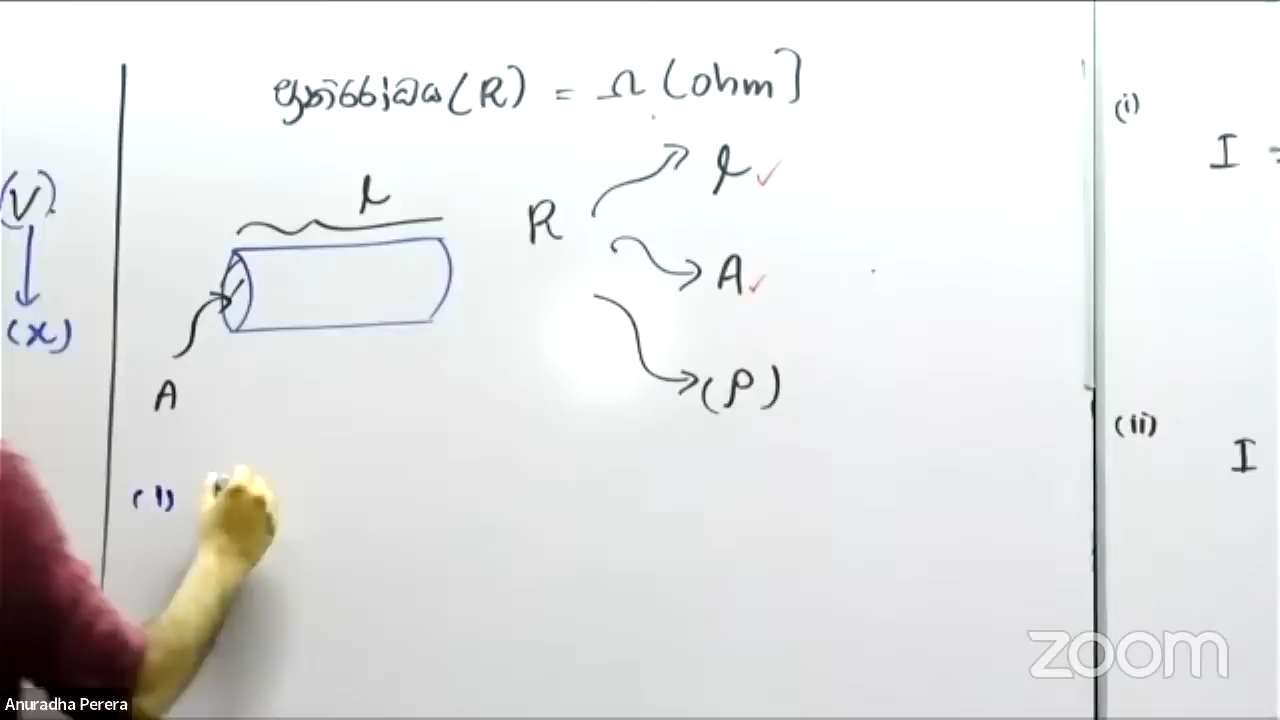 ප්‍රතිරෝධය (R) = Ω (ohm)
(V)
(x)
l
A
R
l ✓
A ✓
(ρ)
(1)
(i)
I =
(ii)
I
zoom
Anuradha Perera